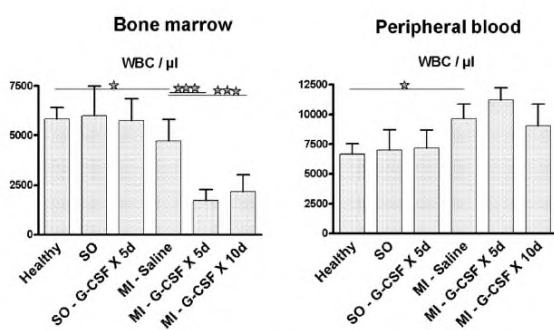 Bone marrow
WBC / µl
7500
5000
2500
0
Healthy
SO
SO - G-CSF X 5d
MI - Saline
MI - G-CSF X 5d
MI - G-CSF X 10d
Peripheral blood
WBC / µl
12500
10000
7500
5000
2500
0
Healthy
SO
SO - G-CSF X 5d
MI - Saline
MI - G-CSF X 5d
MI - G-CSF X 10d